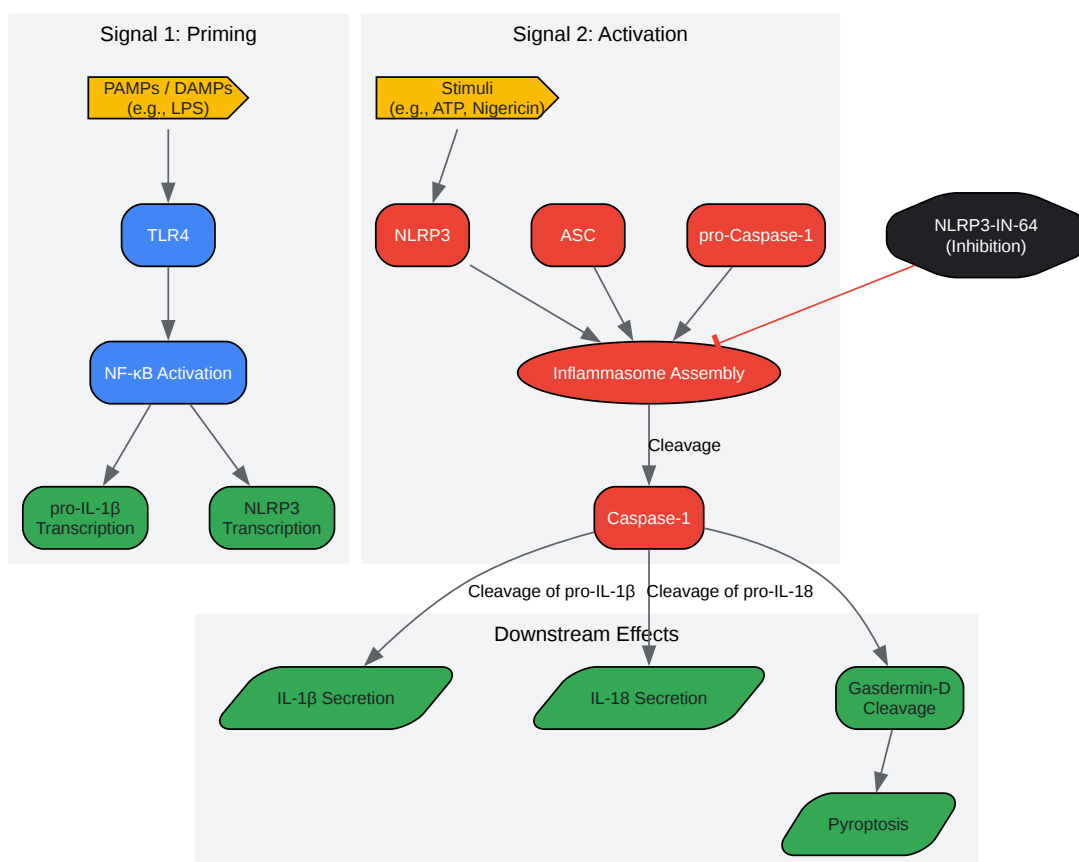 Signal 1: Priming
Signal 2: Activation
PAMPs / DAMPs
(e.g., LPS)
Stimuli
(e.g., ATP, Nigericin)
TLR4
NLRP3
ASC
pro-Caspase-1
NLRP3-IN-64
(Inhibition)
NF-κB Activation
Inflammasome Assembly
Cleavage
pro-IL-1β
Transcription
NLRP3
Transcription
Caspase-1
Cleavage of pro-IL-1β
Cleavage of pro-IL-18
Downstream Effects
IL-1β Secretion
IL-18 Secretion
Gasdermin-D
Cleavage
Pyroptosis